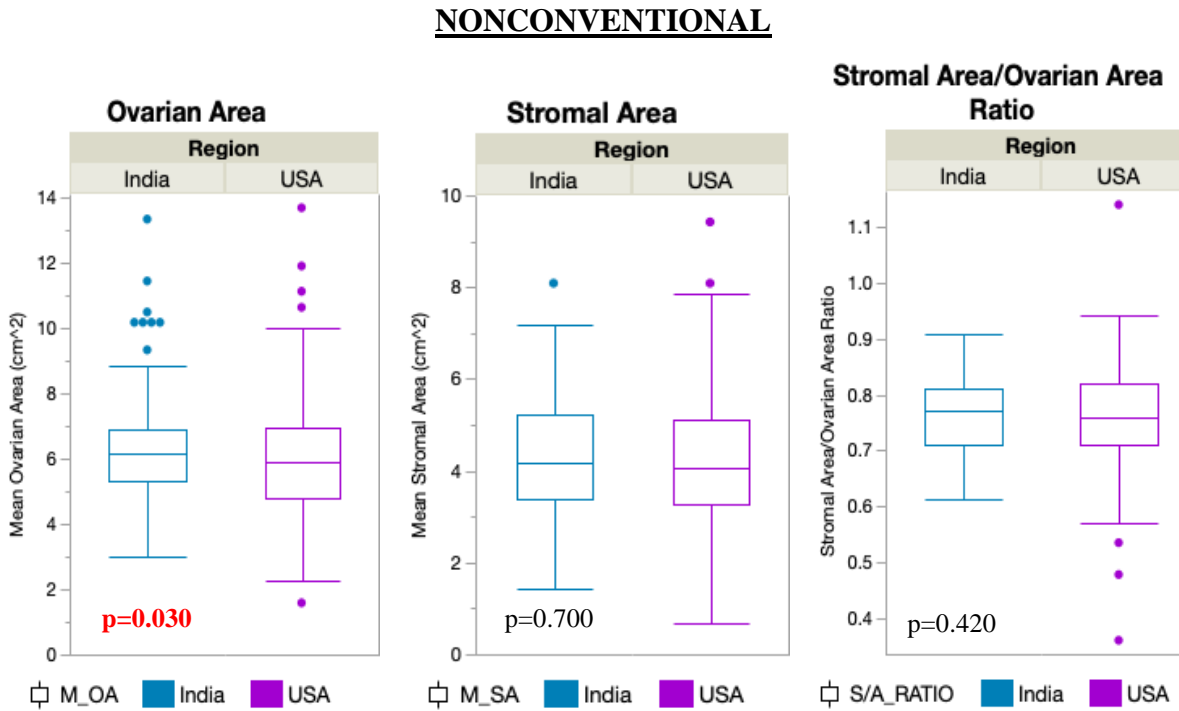 NONCONVENTIONAL
Ovarian Area
Region
India USA
Mean Ovarian Area (cm^2)
14
12
10
8
6
4
2
0
p=0.030
M_OA India USA
Stromal Area
Region
India USA
Mean Stromal Area (cm^2)
10
8
6
4
2
0
p=0.700
M_SA India USA
Stromal Area/Ovarian Area
Ratio
Region
India USA
Stromal Area/Ovarian Area Ratio
1.1
1.0
0.9
0.8
0.7
0.6
0.5
0.4
p=0.420
S/A_RATIO India USA